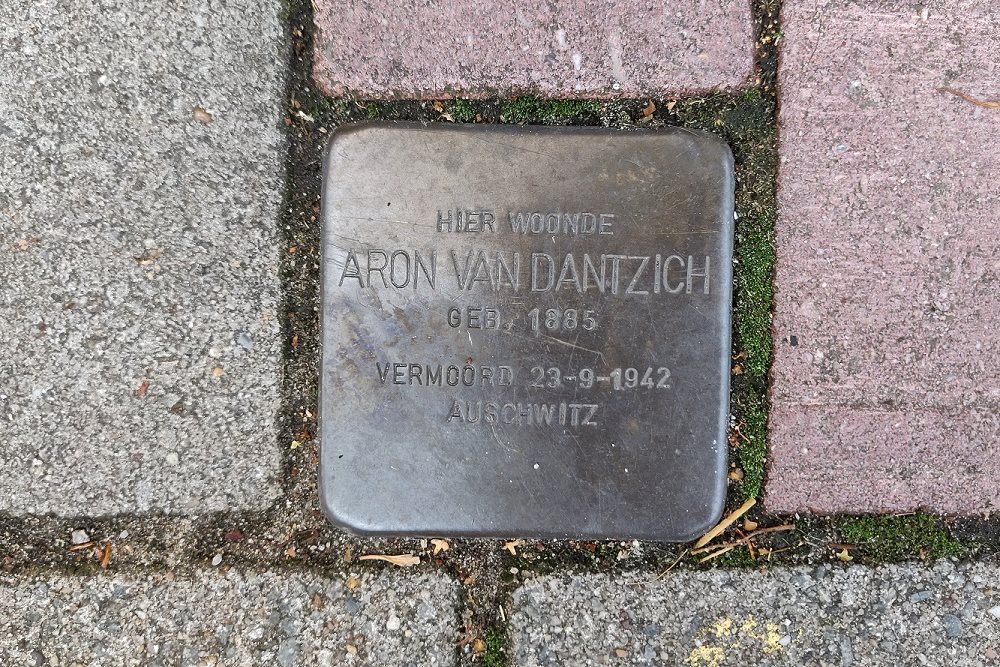 HIER WOONDE
ARON VAN DANTZICH
GEB. 1885
VERMOORD 23-9-1942
AUSCHWITZ